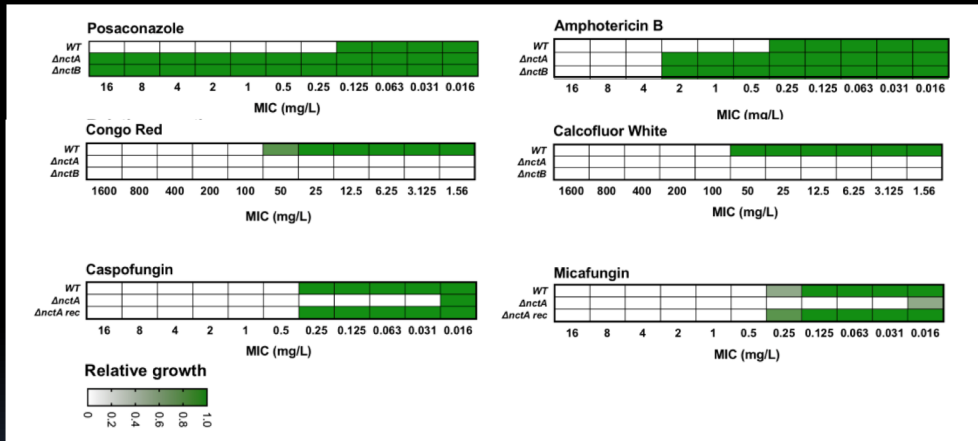 Posaconazole
WT
ΔnctA
ΔnctB
16 8 4 2 1 0.5 0.25 0.125 0.063 0.031 0.016
MIC (mg/L)
Amphotericin B
WT
ΔnctA
ΔnctB
16 8 4 2 1 0.5 0.25 0.125 0.063 0.031 0.016
MIC (mg/L)
Congo Red
WT
ΔnctA
ΔnctB
1600 800 400 200 100 50 25 12.5 6.25 3.125 1.56
MIC (mg/L)
Calcofluor White
WT
ΔnctA
ΔnctB
1600 800 400 200 100 50 25 12.5 6.25 3.125 1.56
MIC (mg/L)
Caspofungin
WT
ΔnctA
ΔnctA rec
16 8 4 2 1 0.5 0.25 0.125 0.063 0.031 0.016
MIC (mg/L)
Micafungin
WT
ΔnctA
ΔnctA rec
16 8 4 2 1 0.5 0.25 0.125 0.063 0.031 0.016
MIC (mg/L)
Relative growth
0 0.2 0.4 0.6 0.8 1.0